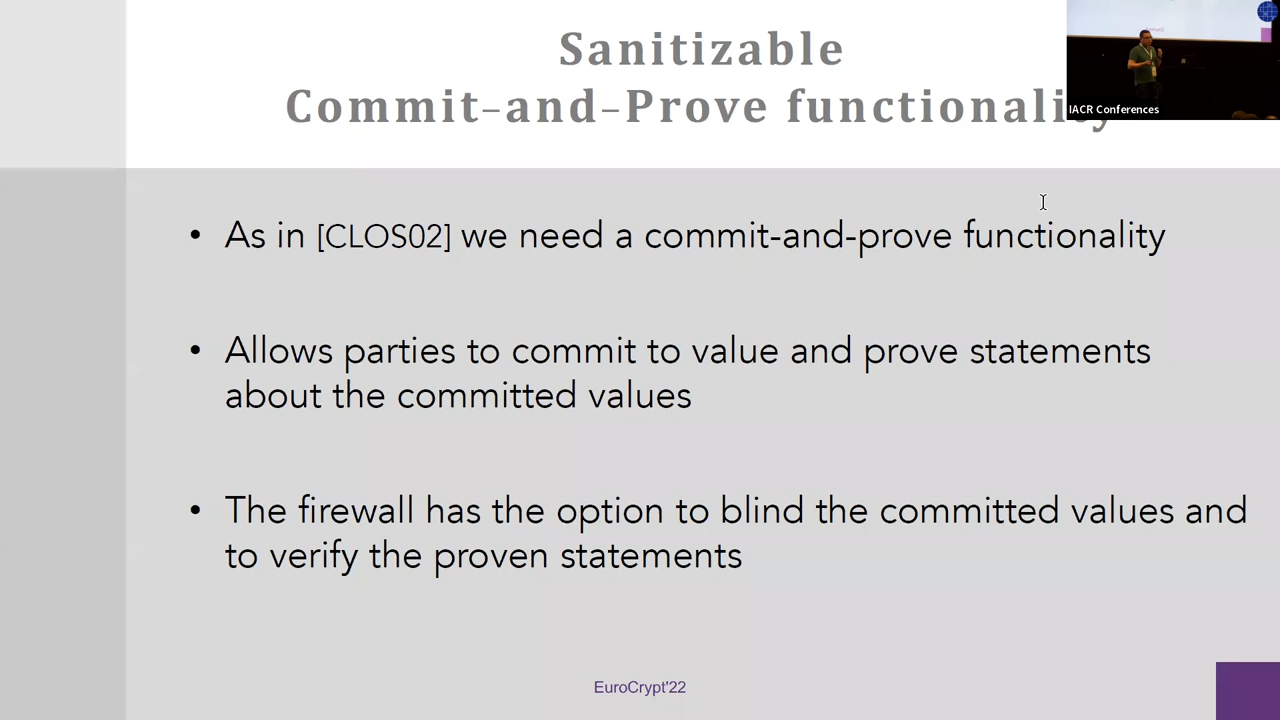 Sanitizable
Commit–and–Prove functionality
IACR Conferences
• As in [CLOS02] we need a commit-and-prove functionality
• Allows parties to commit to value and prove statements
about the committed values
• The firewall has the option to blind the committed values and
to verify the proven statements
EuroCrypt'22